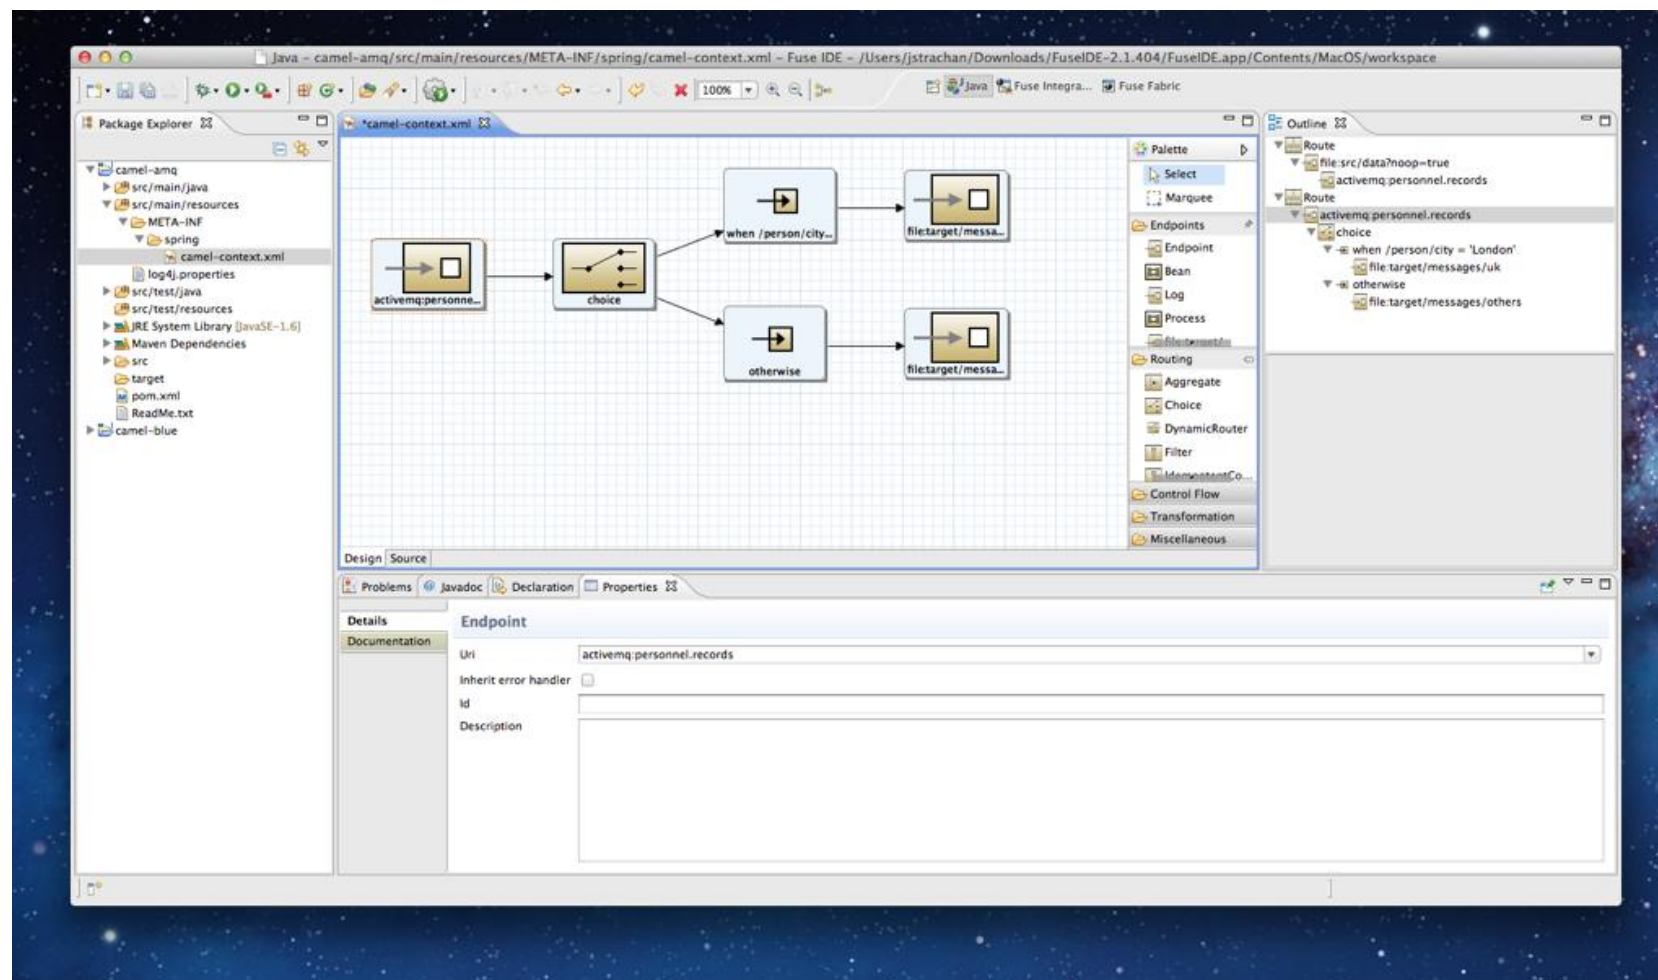 Java - camel-amq/src/main/resources/META-INF/spring/camel-context.xml - Fuse IDE - /Users/jstrachan/Downloads/FuseIDE-2.1.404/FuseIDE.app/Contents/MacOS/workspace
100%
Java
Fuse Integra...
Fuse Fabric
Package Explorer
camel-amq
src/main/java
src/main/resources
META-INF
spring
camel-context.xml
log4j.properties
src/test/java
src/test/resources
JRE System Library [JavaSE-1.6]
Maven Dependencies
src
target
pom.xml
ReadMe.txt
camel-blue
*camel-context.xml
activemq:personne...
choice
when /person/city...
file:target/messa...
otherwise
file:target/messa...
Design Source
Palette
Select
Marquee
Endpoints
Endpoint
Bean
Log
Process
Routing
Aggregate
Choice
DynamicRouter
Filter
Control Flow
Transformation
Miscellaneous
Outline
Route
file:src/data?noop=true
activemq:personnel.records
Route
activemq:personnel.records
choice
when /person/city = 'London'
file:target/messages/uk
otherwise
file:target/messages/others
Problems @ Javadoc Declaration Properties
Details
Documentation
Endpoint
Uri activemq:personnel.records
Inherit error handler
Id
Description